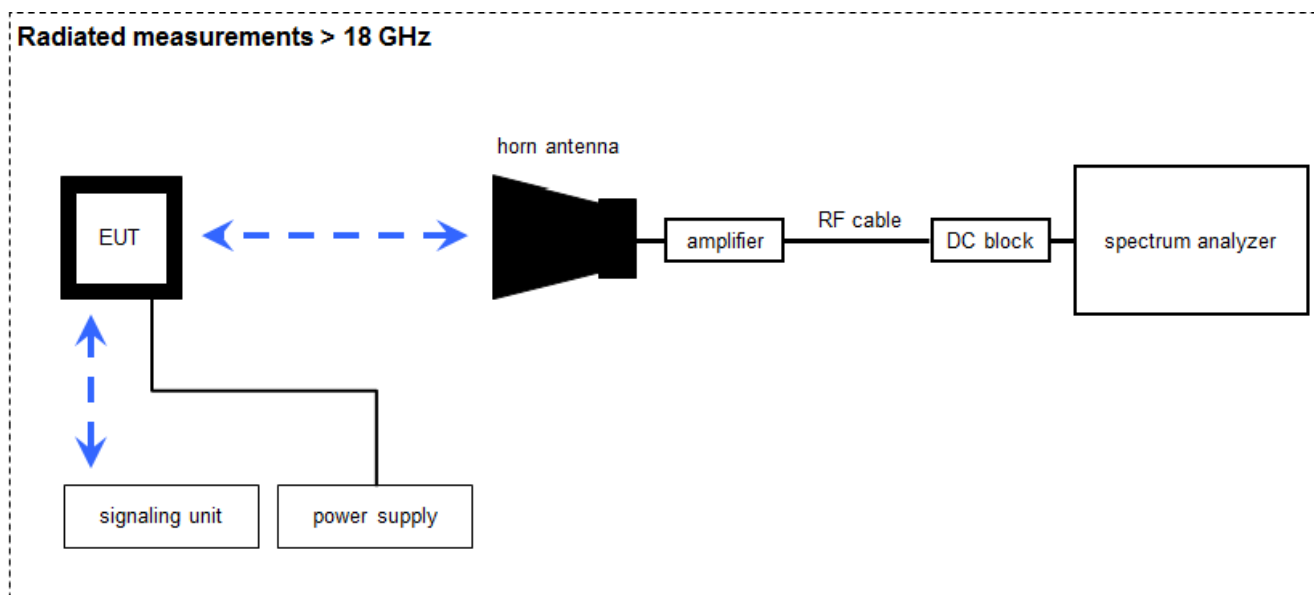 Radiated measurements > 18 GHz
horn antenna
EUT
amplifier
RF cable
DC block
spectrum analyzer
signaling unit
power supply